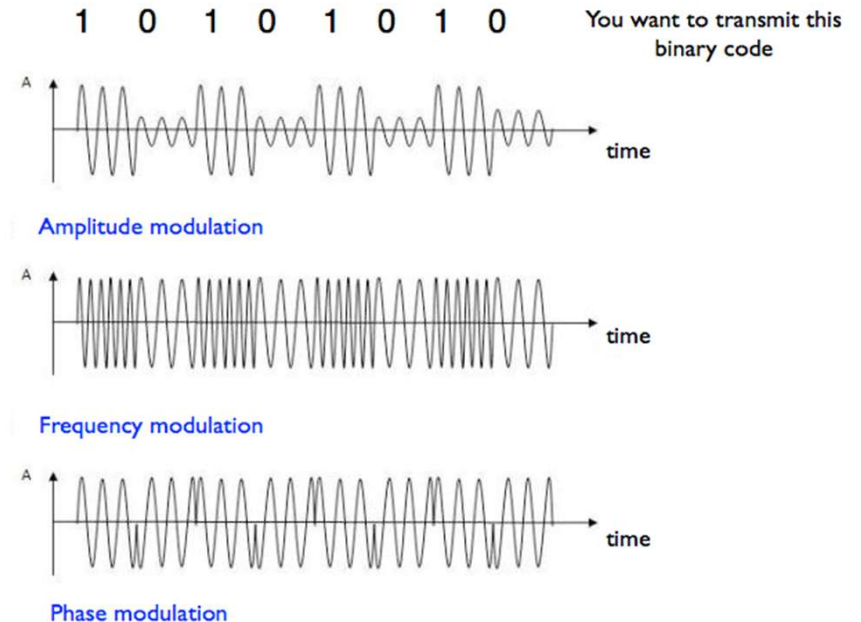 1 0 1 0 1 0 1 0
You want to transmit this
binary code
A
time
Amplitude modulation
A
time
Frequency modulation
A
time
Phase modulation